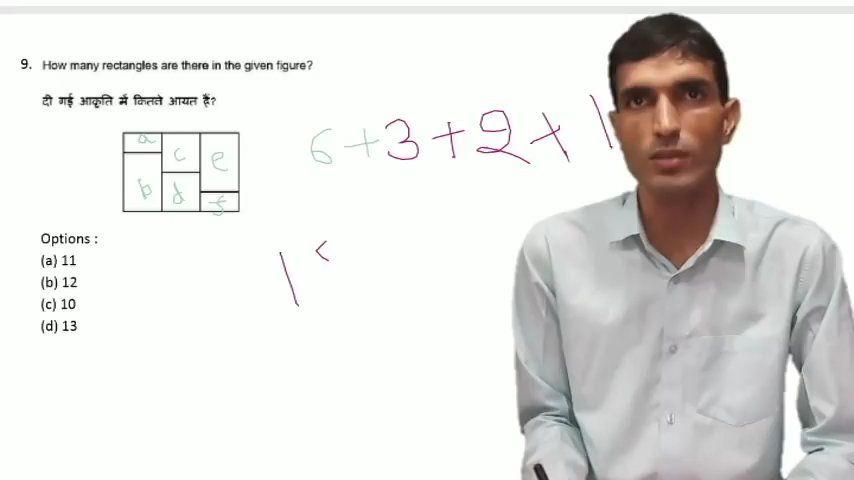 9. How many rectangles are there in the given figure?
दी गई आकृति में कितने आयत हैं?
6+3+2+1
a
c
e
b
d
f
Options :
(a) 11
(b) 12
(c) 10
(d) 13
1